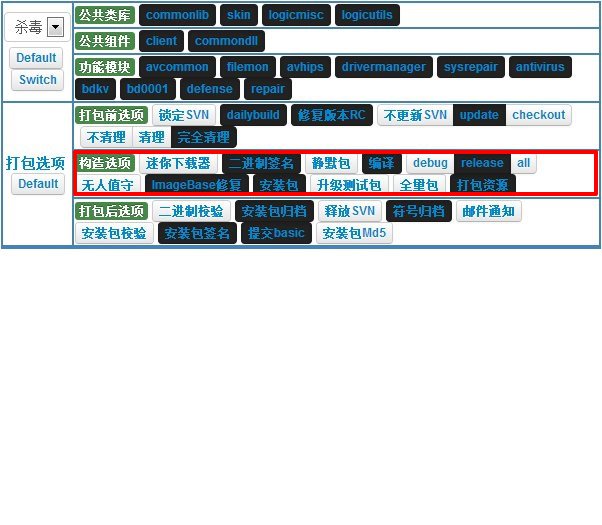 杀毒
Default
Switch
公共类库 commonlib skin logicmisc logicutils
公共组件 client commondll
功能模块 avcommon filemon avhips drivermanager sysrepair antivirus
bdkv bd0001 defense repair
打包选项
Default
打包前选项 锁定SVN dailybuild 修复版本RC 不更新SVN update checkout
不清理 清理 完全清理
构造选项 迷你下载器 二进制签名 静默包 编译 debug release all
无人值守 ImageBase修复 安装包 升级测试包 全量包 打包资源
打包后选项 二进制校验 安装包归档 释放SVN 符号归档 邮件通知
安装包校验 安装包签名 提交basic 安装包Md5